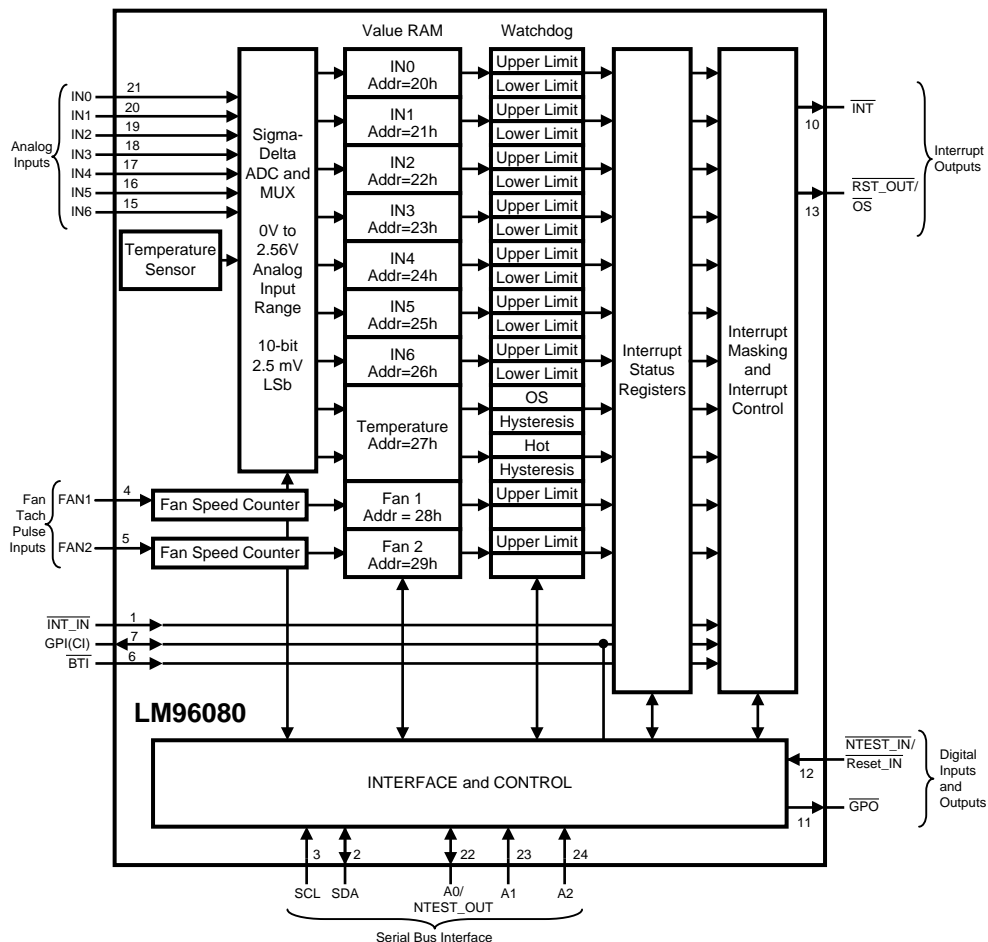 Value RAM
Watchdog
Analog
Inputs
IN0
21
IN1
20
IN2
19
IN3
18
IN4
17
IN5
16
IN6
15
Temperature
Sensor
Sigma-
Delta
ADC and
MUX
0V to
2.56V
Analog
Input
Range
10-bit
2.5 mV
LSb
IN0
Addr=20h
IN1
Addr=21h
IN2
Addr=22h
IN3
Addr=23h
IN4
Addr=24h
IN5
Addr=25h
IN6
Addr=26h
Temperature
Addr=27h
Fan 1
Addr = 28h
Fan 2
Addr=29h
Upper Limit
Lower Limit
Upper Limit
Lower Limit
Upper Limit
Lower Limit
Upper Limit
Lower Limit
Upper Limit
Lower Limit
Upper Limit
Lower Limit
Upper Limit
Lower Limit
OS
Hysteresis
Hot
Hysteresis
Upper Limit
Upper Limit
Interrupt
Status
Registers
Interrupt
Masking
and
Interrupt
Control
INT
10
RST_OUT/
OS
13
Interrupt
Outputs
Fan
Tach
Pulse
Inputs
FAN1
4
Fan Speed Counter
FAN2
5
Fan Speed Counter
INT_IN
1
GPI(CI)
7
BTI
6
LM96080
INTERFACE and CONTROL
NTEST_IN/
Reset_IN
12
GPO
11
Digital
Inputs
and
Outputs
3
2
22
23
24
SCL
SDA
A0/
NTEST_OUT
A1
A2
Serial Bus Interface